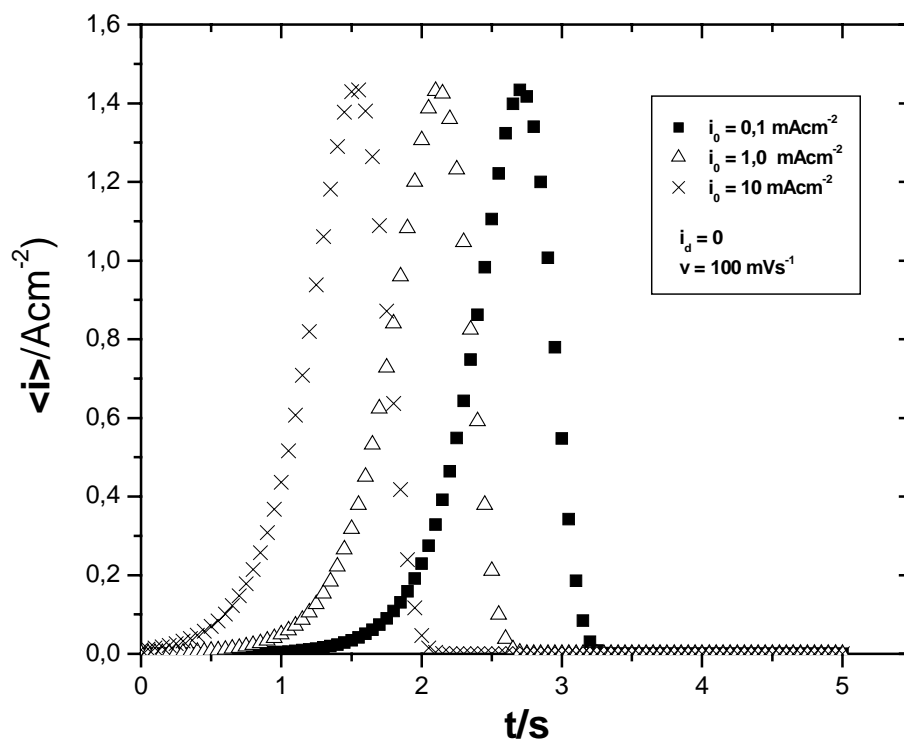 1,6
1,4
1,2
1,0
0,8
0,6
0,4
0,2
0,0
<i>/Acm⁻²
i₀ = 0,1 mAcm⁻²
i₀ = 1,0 mAcm⁻²
i₀ = 10 mAcm⁻²
i_d = 0
v = 100 mVs⁻¹
0 1 2 3 4 5
t/s